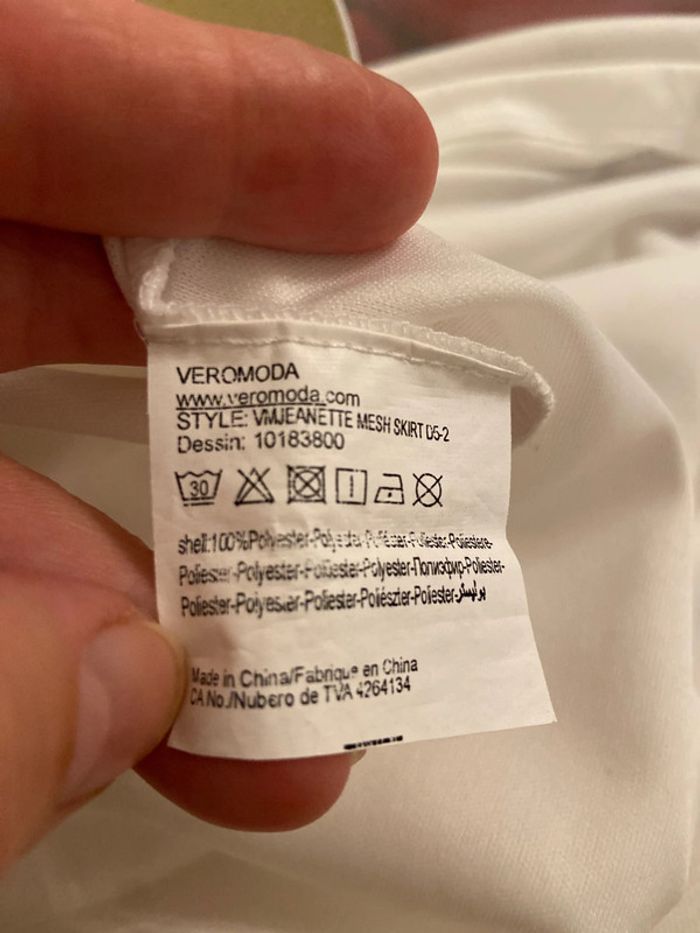 VEROMODA
www.veromoda.com
STYLE: VMJEANETTE MESH SKIRT D5-2
Dessin: 10183800
30
shell:100%Polyester-Polyester-Poliester-Poliestere-
Poliester-Polyester-Poliester-Polyester-Полиэфир-Poliester-
Poliester-Polyester-Poliester-Poliészter-Poliester-بوليستر
Made in China/Fabrique en China
CA No./Nubero de TVA 4264134